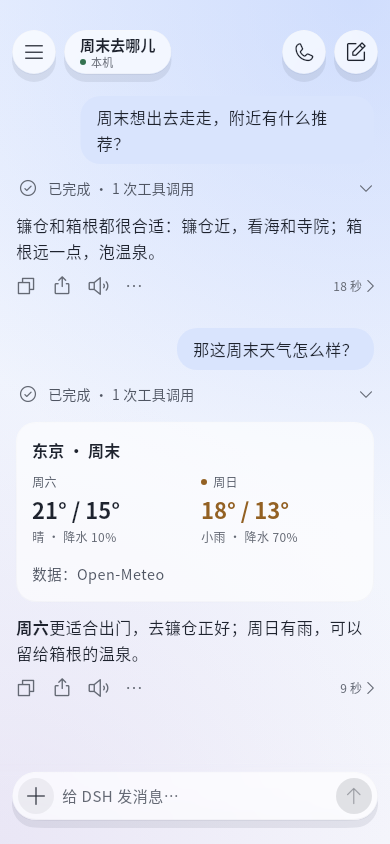 周末去哪儿
本机
周末想出去走走，附近有什么推
荐？
已完成 · 1 次工具调用
镰仓和箱根都很合适：镰仓近，看海和寺院；箱
根远一点，泡温泉。
18 秒
那这周末天气怎么样？
已完成 · 1 次工具调用
东京 · 周末
周六
周日
21° / 15°
18° / 13°
晴 · 降水 10%
小雨 · 降水 70%
数据：Open-Meteo
周六更适合出门，去镰仓正好；周日有雨，可以
留给箱根的温泉。
9 秒
给 DSH 发消息…